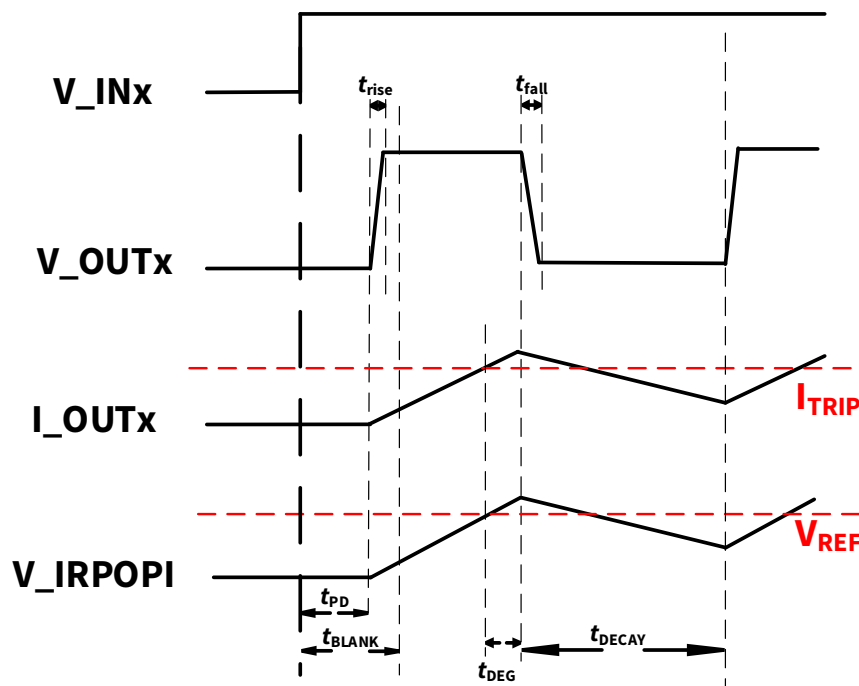 t_rise
t_fall
V_INx
V_OUTx
I_TRIP
I_OUTx
V_REF
V_IRPOPI
t_PD
t_BLANK
t_DECAY
t_DEG